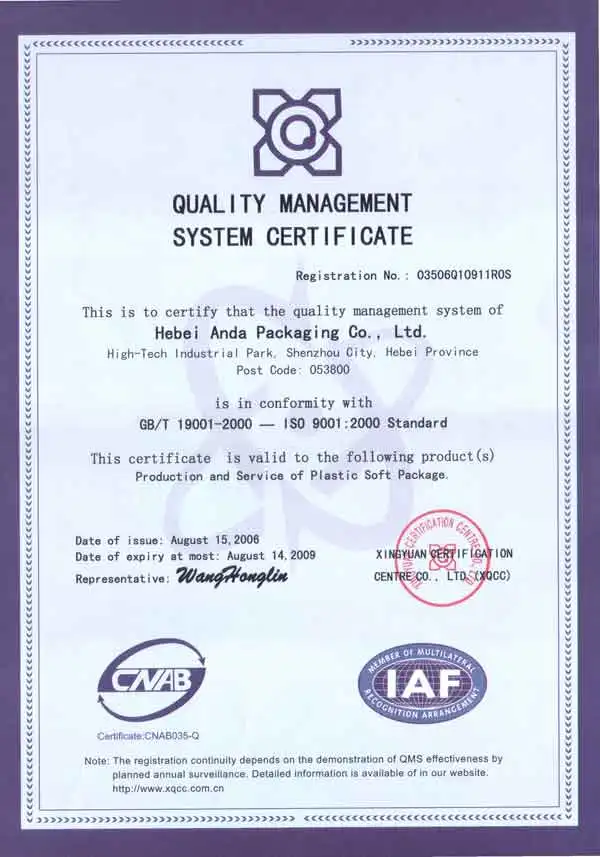 QUALITY MANAGEMENT
SYSTEM CERTIFICATE
Registration No.: 03506Q10911R0S
This is to certify that the quality management system of
Hebei Anda Packaging Co., Ltd.
High-Tech Industrial Park, Shenzhou City, Hebei Province
Post Code: 053800
is in conformity with
GB/T 19001-2000 — ISO 9001:2000 Standard
This certificate is valid to the following product(s)
Production and Service of Plastic Soft Package.
Date of issue: August 15,2006
Date of expiry at most: August 14,2009
Representative: WangHonglin
XINGYUAN CERTIFICATION CENTRE CO., LTD
XINGYUAN CERTIFICATION
CENTRE CO., LTD.(XQCC)
CNAB
Certificate:CNAB035-Q
MEMBER OF MULTILATERAL
IAF
RECOGNITION ARRANGEMENT
Note: The registration continuity depends on the demonstration of QMS effectiveness by
planned annual surveillance. Detailed information is available of in our website.
http://www.xqcc.com.cn